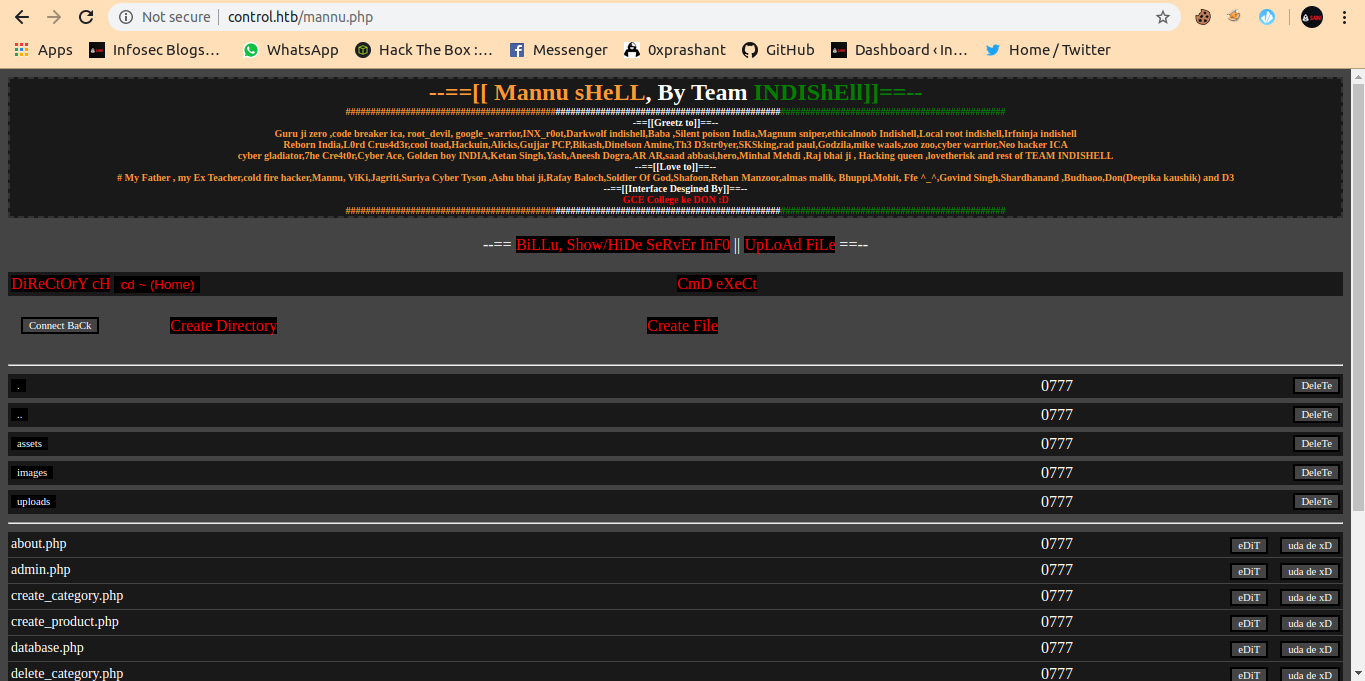 Not secure | control.htb/mannu.php
Apps Infosec Blogs… WhatsApp Hack The Box :… Messenger 0xprashant GitHub Dashboard ‹ In… Home / Twitter
--==[[ Mannu sHeLL, By Team INDIShEll]]==--
-==[[Greetz to]]==--
Guru ji zero ,code breaker ica, root_devil, google_warrior,INX_r0ot,Darkwolf indishell,Baba ,Silent poison India,Magnum sniper,ethicalnoob Indishell,Local root indishell,Irfninja indishell
Reborn India,L0rd Crus4d3r,cool toad,Hackuin,Alicks,Gujjar PCP,Bikash,Dinelson Amine,Th3 D3str0yer,SKSking,rad paul,Godzila,mike waals,zoo zoo,cyber warrior,Neo hacker ICA
cyber gladiator,7he Cre4t0r,Cyber Ace, Golden boy INDIA,Ketan Singh,Yash,Aneesh Dogra,AR AR,saad abbasi,hero,Minhal Mehdi ,Raj bhai ji , Hacking queen ,lovetherisk and rest of TEAM INDISHELL
--==[[Love to]]==--
# My Father , my Ex Teacher,cold fire hacker,Mannu, ViKi,Jagriti,Suriya Cyber Tyson ,Ashu bhai ji,Rafay Baloch,Soldier Of God,Shafoon,Rehan Manzoor,almas malik, Bhuppi,Mohit, Ffe ^_^,Govind Singh,Shardhanand ,Budhaoo,Don(Deepika kaushik) and D3
--==[[Interface Desgined By]]==--
GCE College ke DON :D
--== BiLLu, Show/HiDe SeRvEr InF0 || UpLoAd FiLe ==--
DiReCtOrY cH cd ~ (Home) CmD eXeCt
Connect BaCk Create Directory Create File
. 0777 DeleTe
.. 0777 DeleTe
assets 0777 DeleTe
images 0777 DeleTe
uploads 0777 DeleTe
about.php 0777 eDiT uda de xD
admin.php 0777 eDiT uda de xD
create_category.php 0777 eDiT uda de xD
create_product.php 0777 eDiT uda de xD
database.php 0777 eDiT uda de xD
delete_category.php 0777 eDiT uda de xD